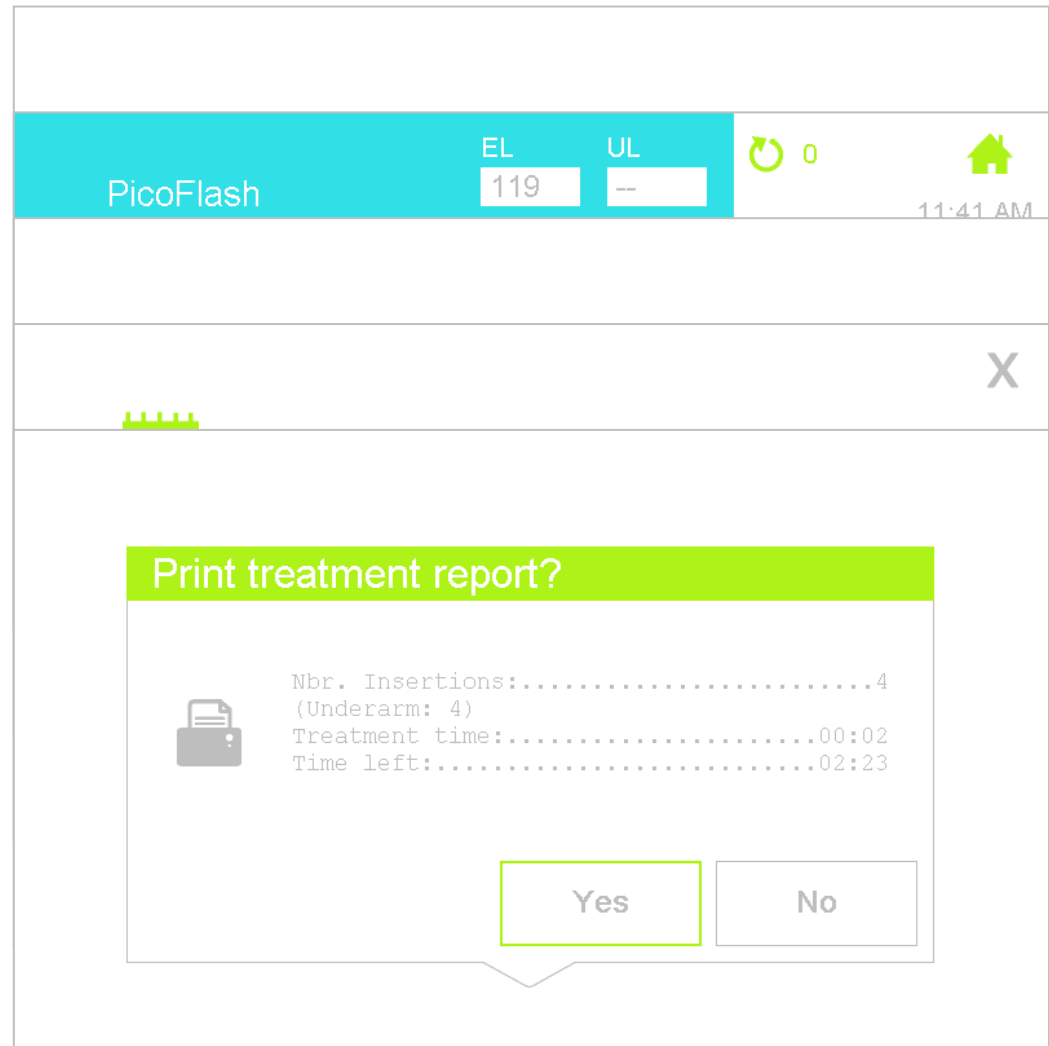 EL UL
0
PicoFlash 119 --
11:41 AM
X
Print treatment report?
Nbr. Insertions:.........................4
(Underarm: 4)
Treatment time:......................00:02
Time left:...........................02:23
Yes No